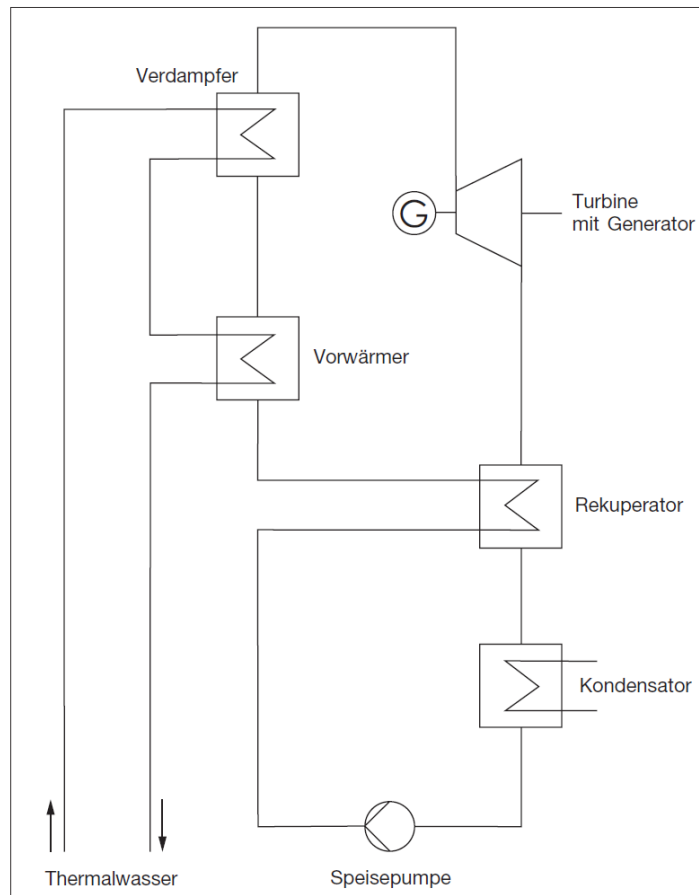 Verdampfer
G
Turbine
mit Generator
Vorwärmer
Rekuperator
Kondensator
Thermalwasser
Speisepumpe